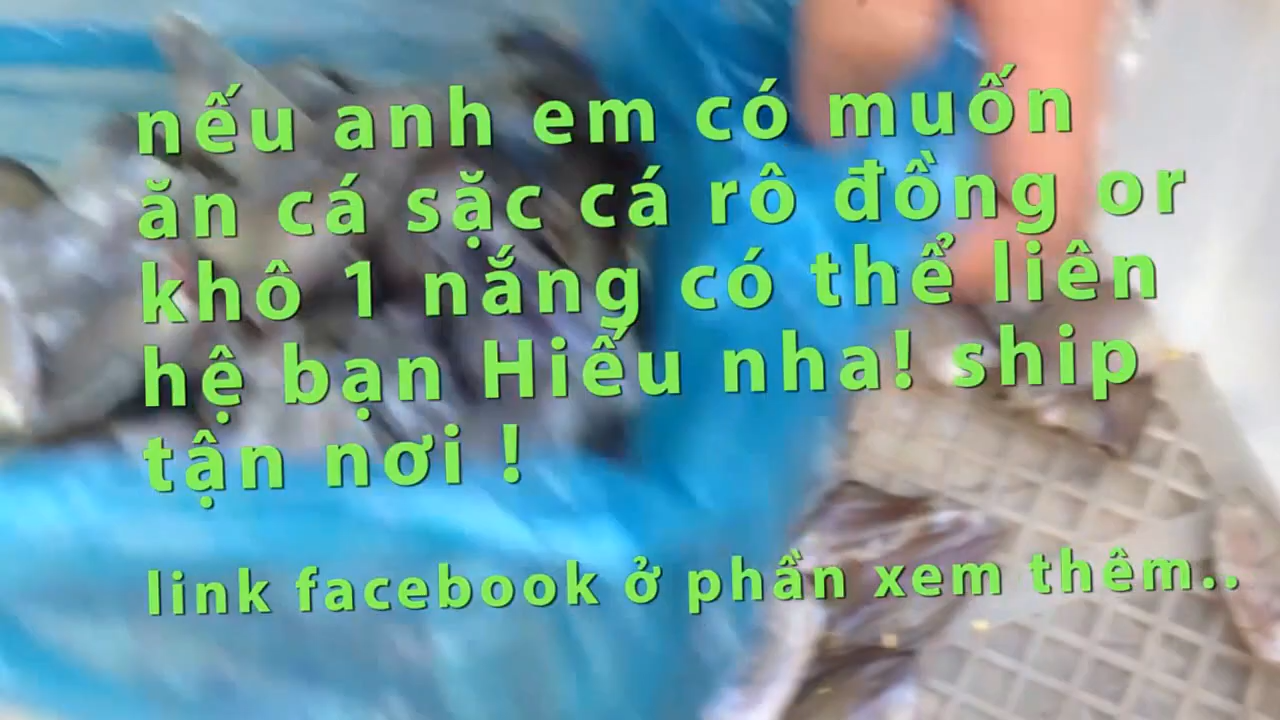 nếu anh em có muốn
ăn cá sặc cá rô đồng or
khô 1 nắng có thể liên
hệ bạn Hiếu nha! ship
tận nơi !
link facebook ở phần xem thêm..